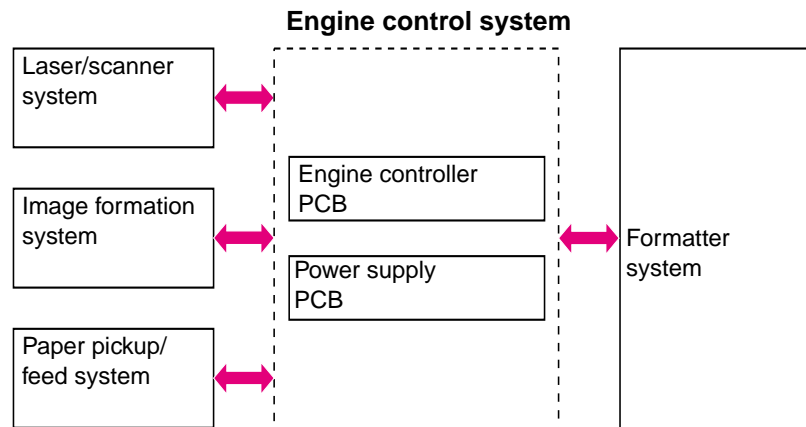 Engine control system
Laser/scanner
system
Image formation
system
Paper pickup/
feed system
Engine controller
PCB
Power supply
PCB
Formatter
system